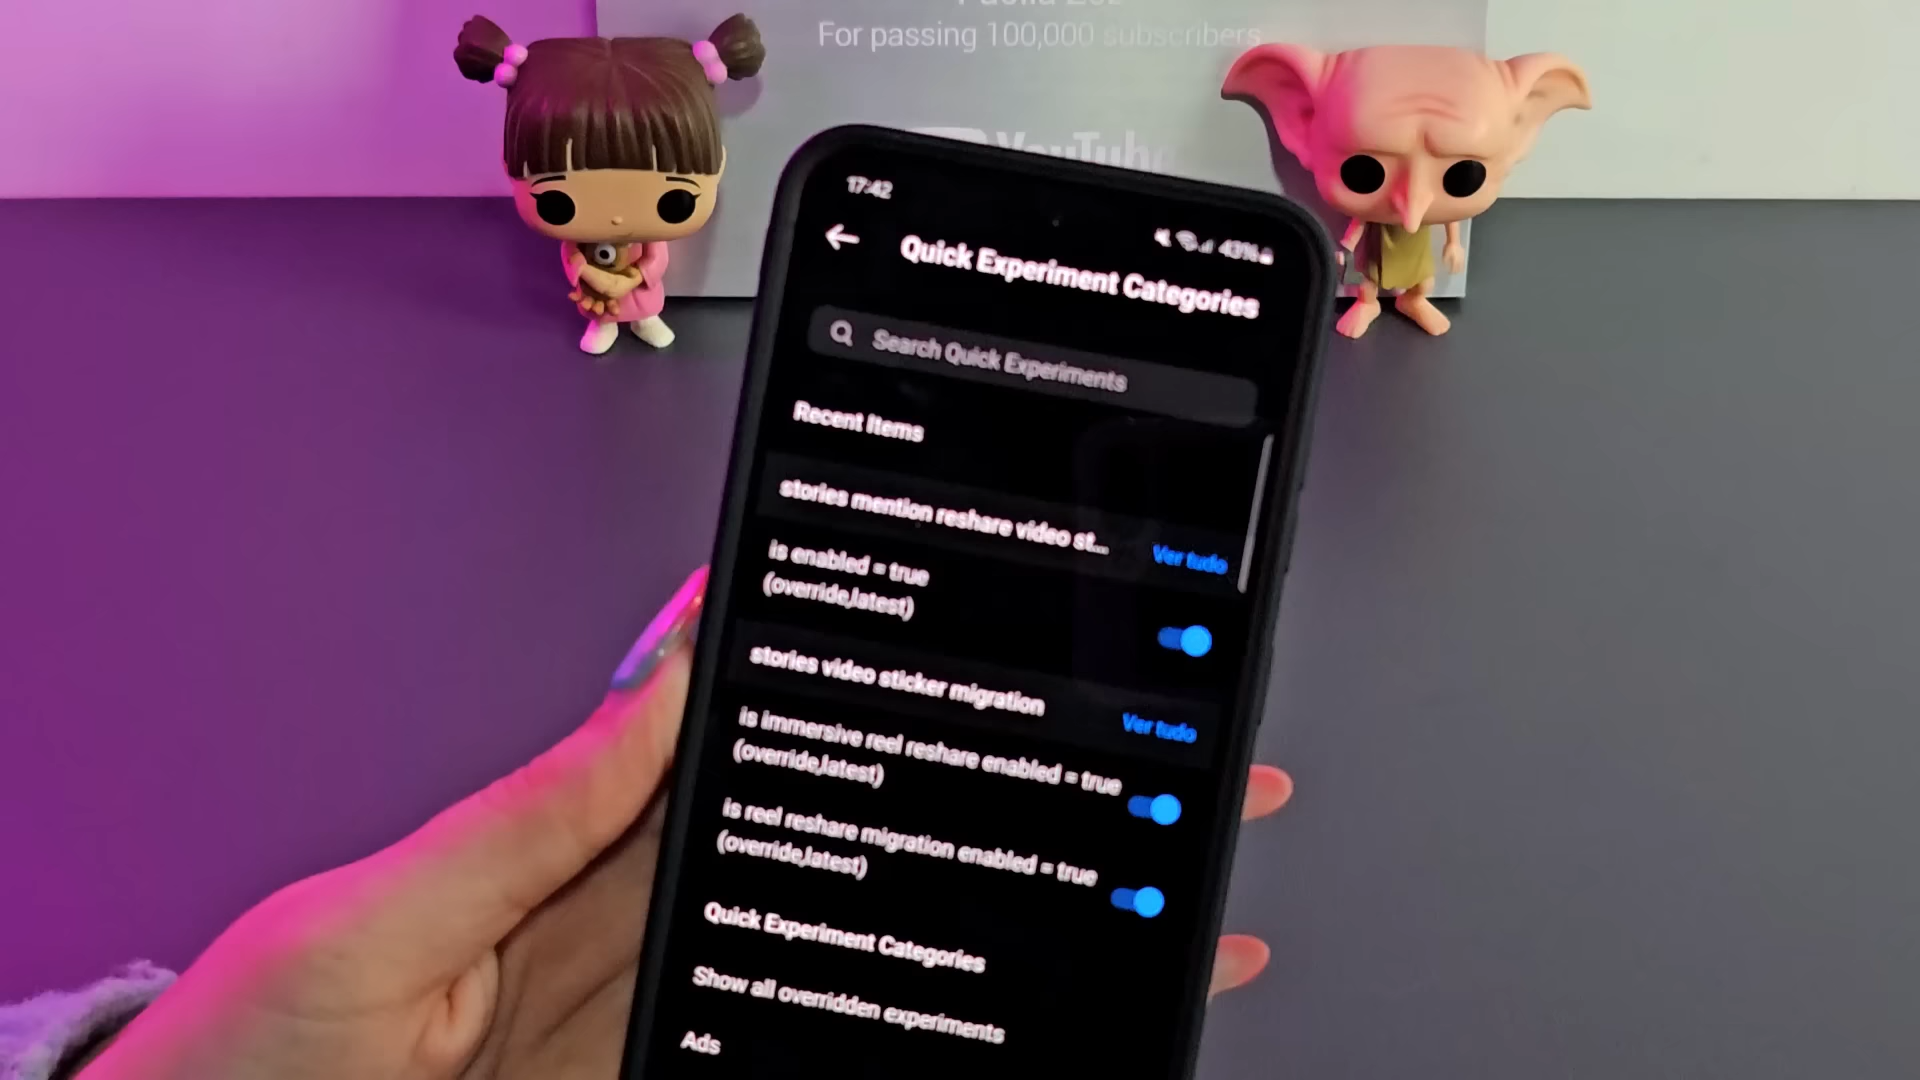 For passing 100,000 subscribers
YouTube
17:42
43%
Quick Experiment Categories
Search Quick Experiments
Recent Items
stories mention reshare video st...
Ver tudo
is enabled = true
(override,latest)
stories video sticker migration
Ver tudo
is immersive reel reshare enabled = true
(override,latest)
is reel reshare migration enabled = true
(override,latest)
Quick Experiment Categories
Show all overridden experiments
Ads